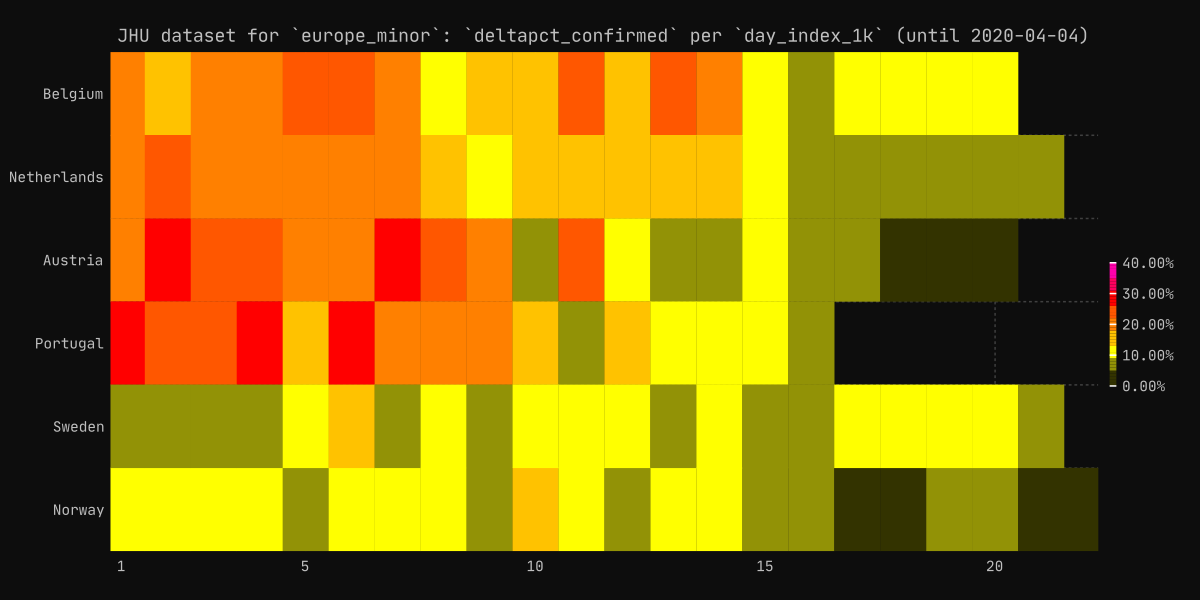 JHU dataset for `europe_minor`: `deltapct_confirmed` per `day_index_1k` (until 2020-04-04)
Belgium
Netherlands
Austria
Portugal
Sweden
Norway
1 5 10 15 20
40.00%
30.00%
20.00%
10.00%
0.00%